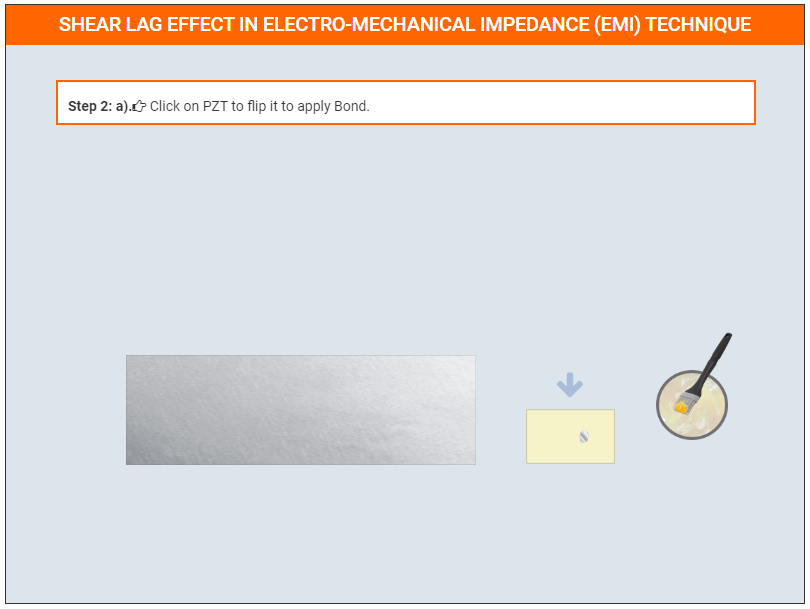 SHEAR LAG EFFECT IN ELECTRO-MECHANICAL IMPEDANCE (EMI) TECHNIQUE
Step 2: a). Click on PZT to flip it to apply Bond.